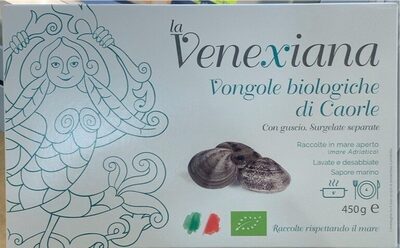 la
Venexiana
Vongole biologiche
di Caorle
Con guscio. Surgelate separate
Raccolte in mare aperto
(mare Adriatico)
Lavate e desabbiate
Sapore marino
450g e
Raccolte rispettando il mare